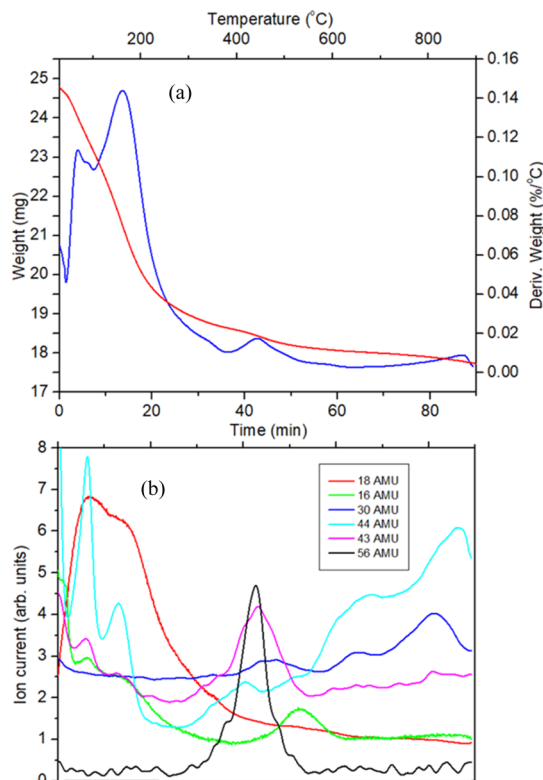 Temperature (°C)
0 200 400 600 800
(a)
25
24
23
22
21
20
19
18
17
Weight (mg)
0.16
0.14
0.12
0.10
0.08
0.06
0.04
0.02
0.00
Deriv. Weight (%/°C)
0 20 40 60 80
Time (min)
(b)
8
7
6
5
4
3
2
1
Ion current (arb. units)
18 AMU
16 AMU
30 AMU
44 AMU
43 AMU
56 AMU